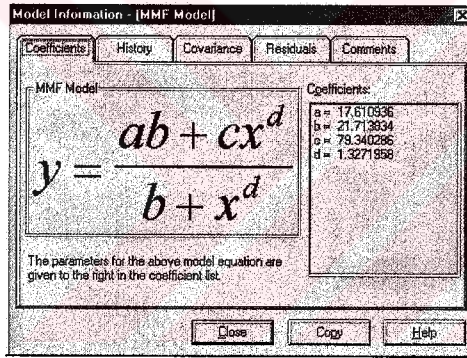 Model Information - [MMF Model]
Coefficients History Covariance Residuals Comments
MMF Model
y = (ab + cx^d) / (b + x^d)
Coefficients:
a = 17.610936
b = 21.713934
c = 79.340286
d = 1.3271958
The parameters for the above model equation are
given to the right in the coefficient list.
Close Copy Help